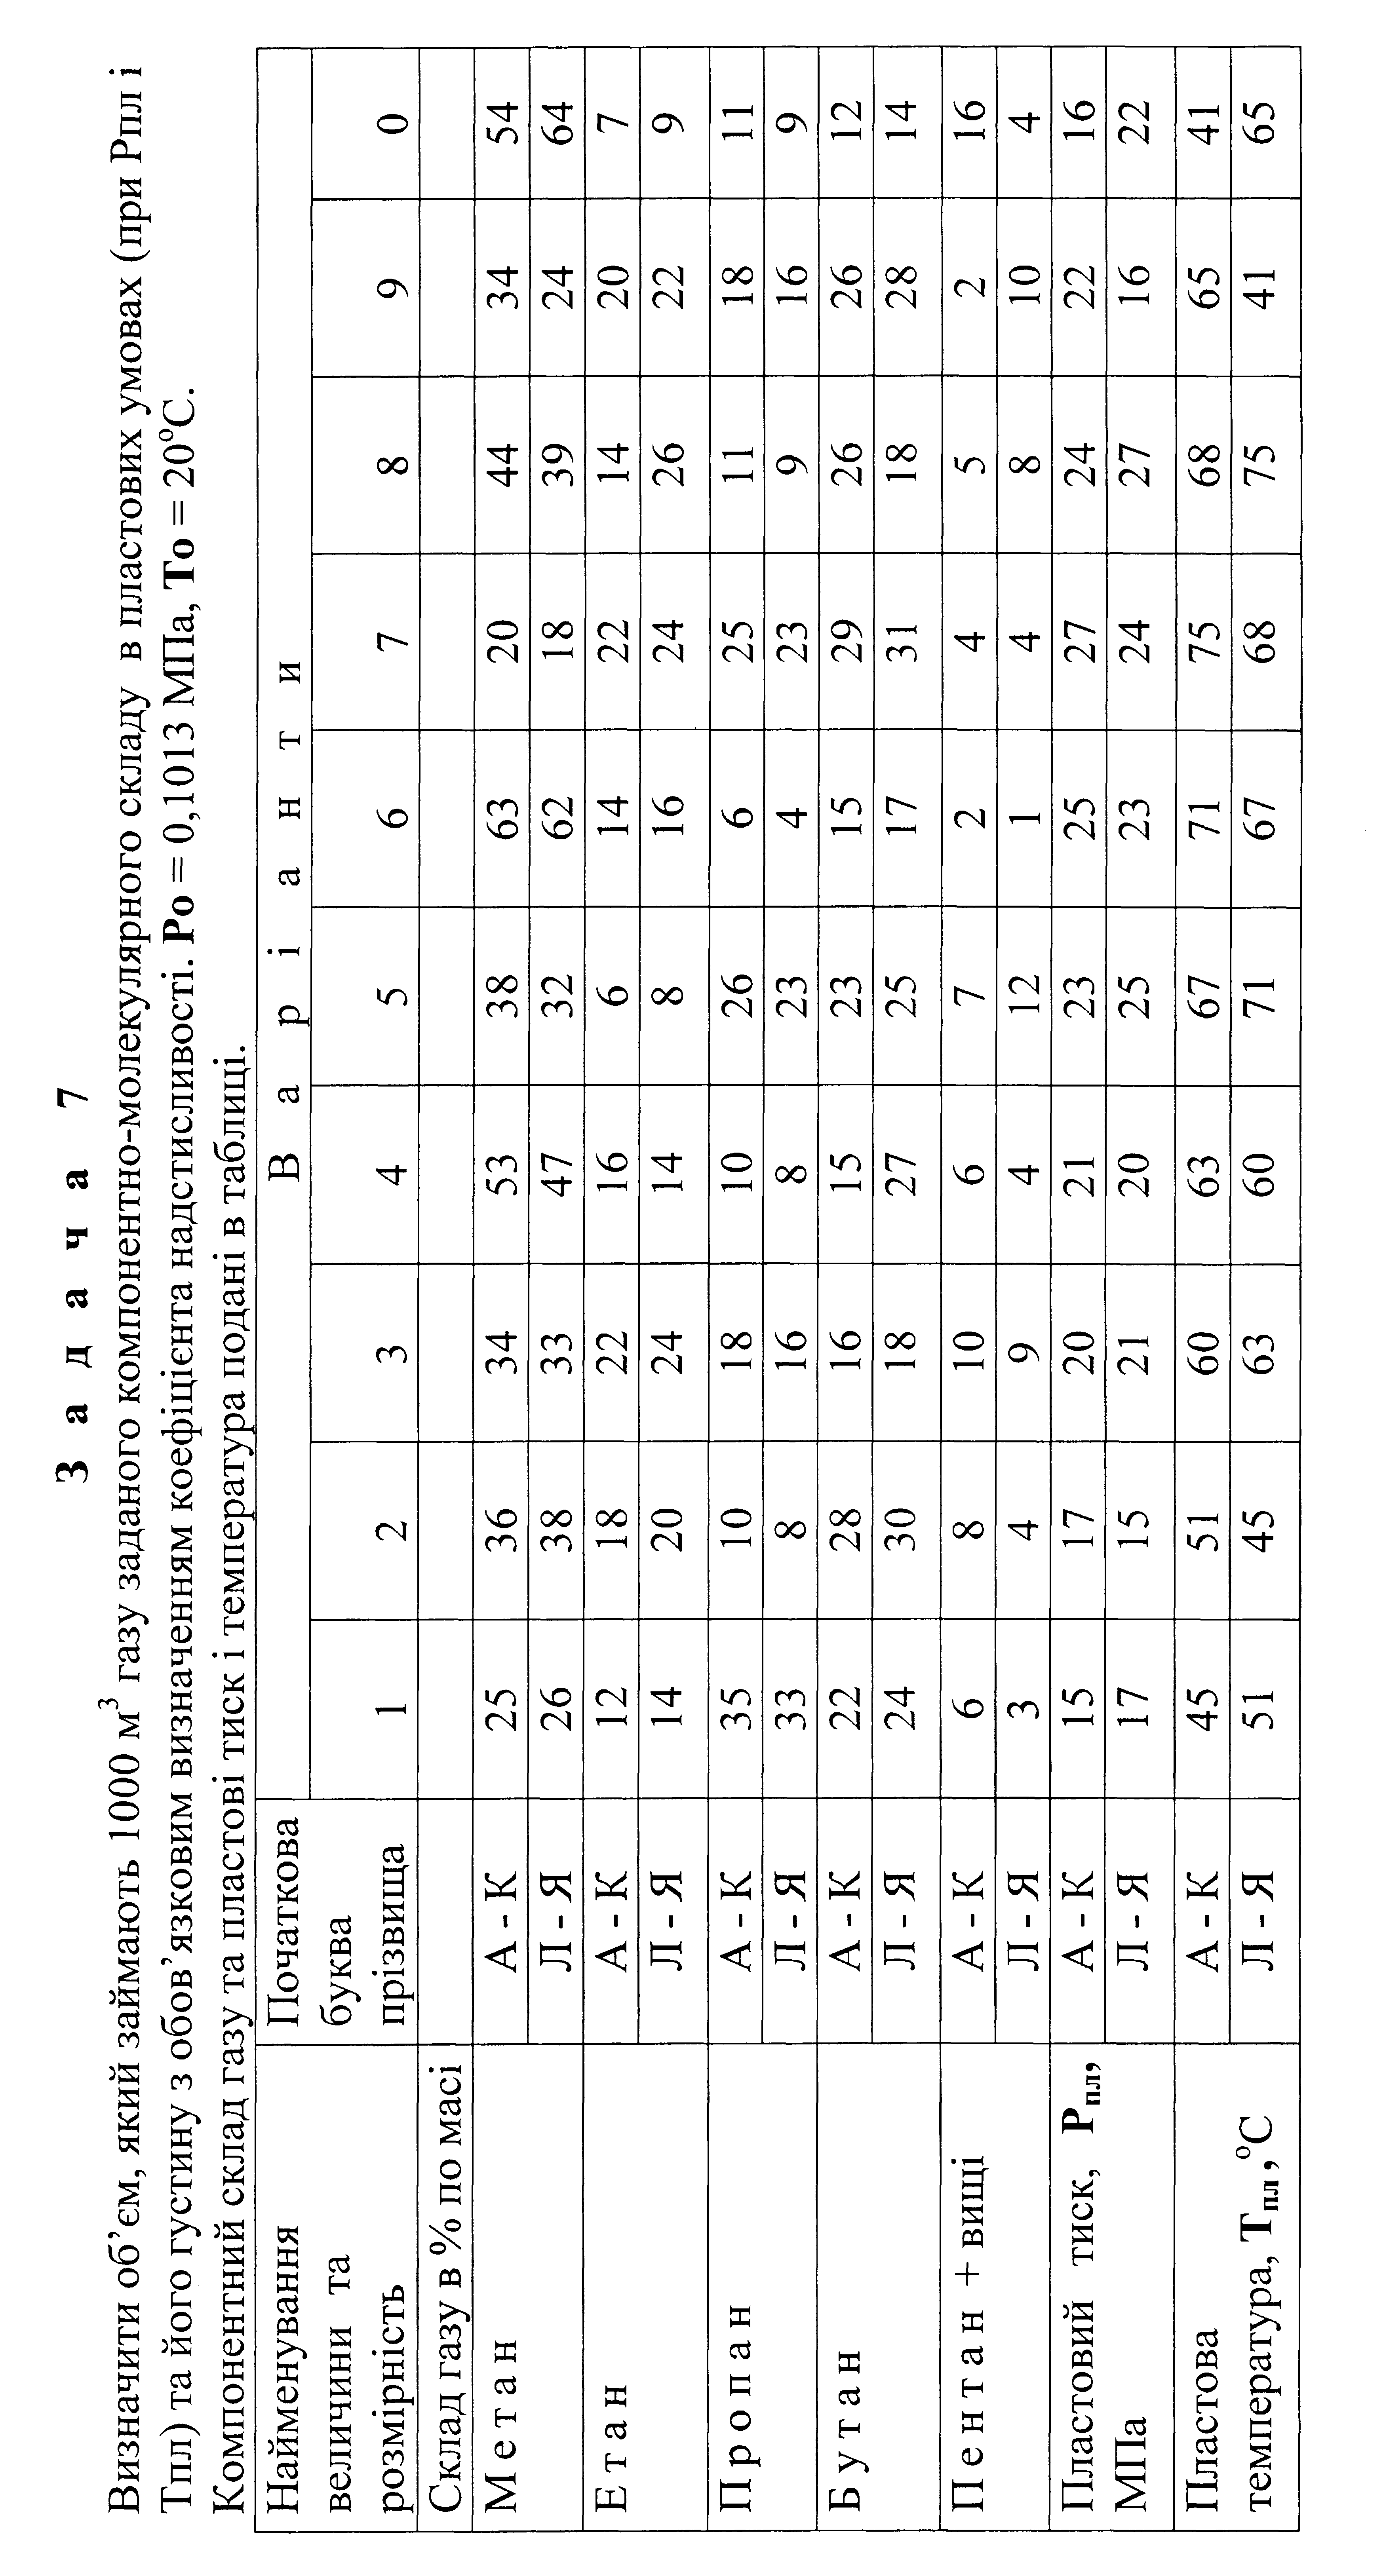 З а д а ч а 7
Визначити об’єм, який займають 1000 м³ газу заданого компонентно-молекулярного складу в пластових умовах (при Рпл і
Тпл) та його густину з обов’язковим визначенням коефіцієнта надстисливості. Ро = 0,1013 МПа, То = 20°С.
Компонентний склад газу та пластові тиск і температура подані в таблиці.
Найменування величини та розмірність Початкова буква прізвища В а р і а н т и
1 2 3 4 5 6 7 8 9 0
Склад газу в % по масі
М е т а н А - К 25 36 34 53 38 63 20 44 34 54
Л - Я 26 38 33 47 32 62 18 39 24 64
Е т а н А - К 12 18 22 16 6 14 22 14 20 7
Л - Я 14 20 24 14 8 16 24 26 22 9
П р о п а н А - К 35 10 18 10 26 6 25 11 18 11
Л - Я 33 8 16 8 23 4 23 9 16 9
Б у т а н А - К 22 28 16 15 23 15 29 26 26 12
Л - Я 24 30 18 27 25 17 31 18 28 14
П е н т а н + вищі А - К 6 8 10 6 7 2 4 5 2 16
Л - Я 3 4 9 4 12 1 4 8 10 4
Пластовий тиск, Рпл, МПа А - К 15 17 20 21 23 25 27 24 22 16
Л - Я 17 15 21 20 25 23 24 27 16 22
Пластова температура, Тпл,°С А - К 45 51 60 63 67 71 75 68 65 41
Л - Я 51 45 63 60 71 67 68 75 41 65